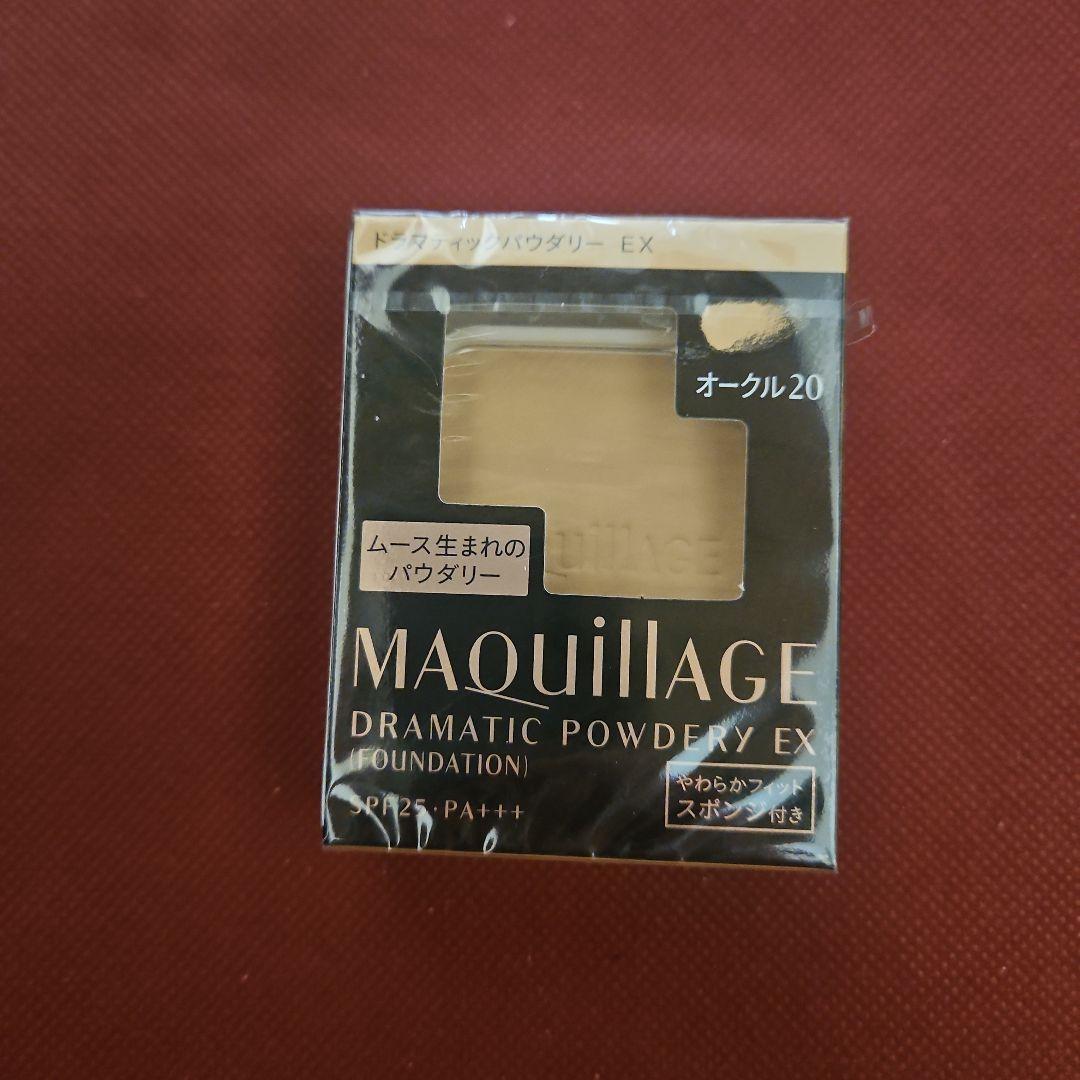 ドラマティックパウダリー EX
オークル20
quillAGE
ムース生まれの
パウダリー
MAQuillAGE
DRAMATIC POWDERY EX
(FOUNDATION)
SPF25・PA+++
やわらかフィット
スポンジ付き